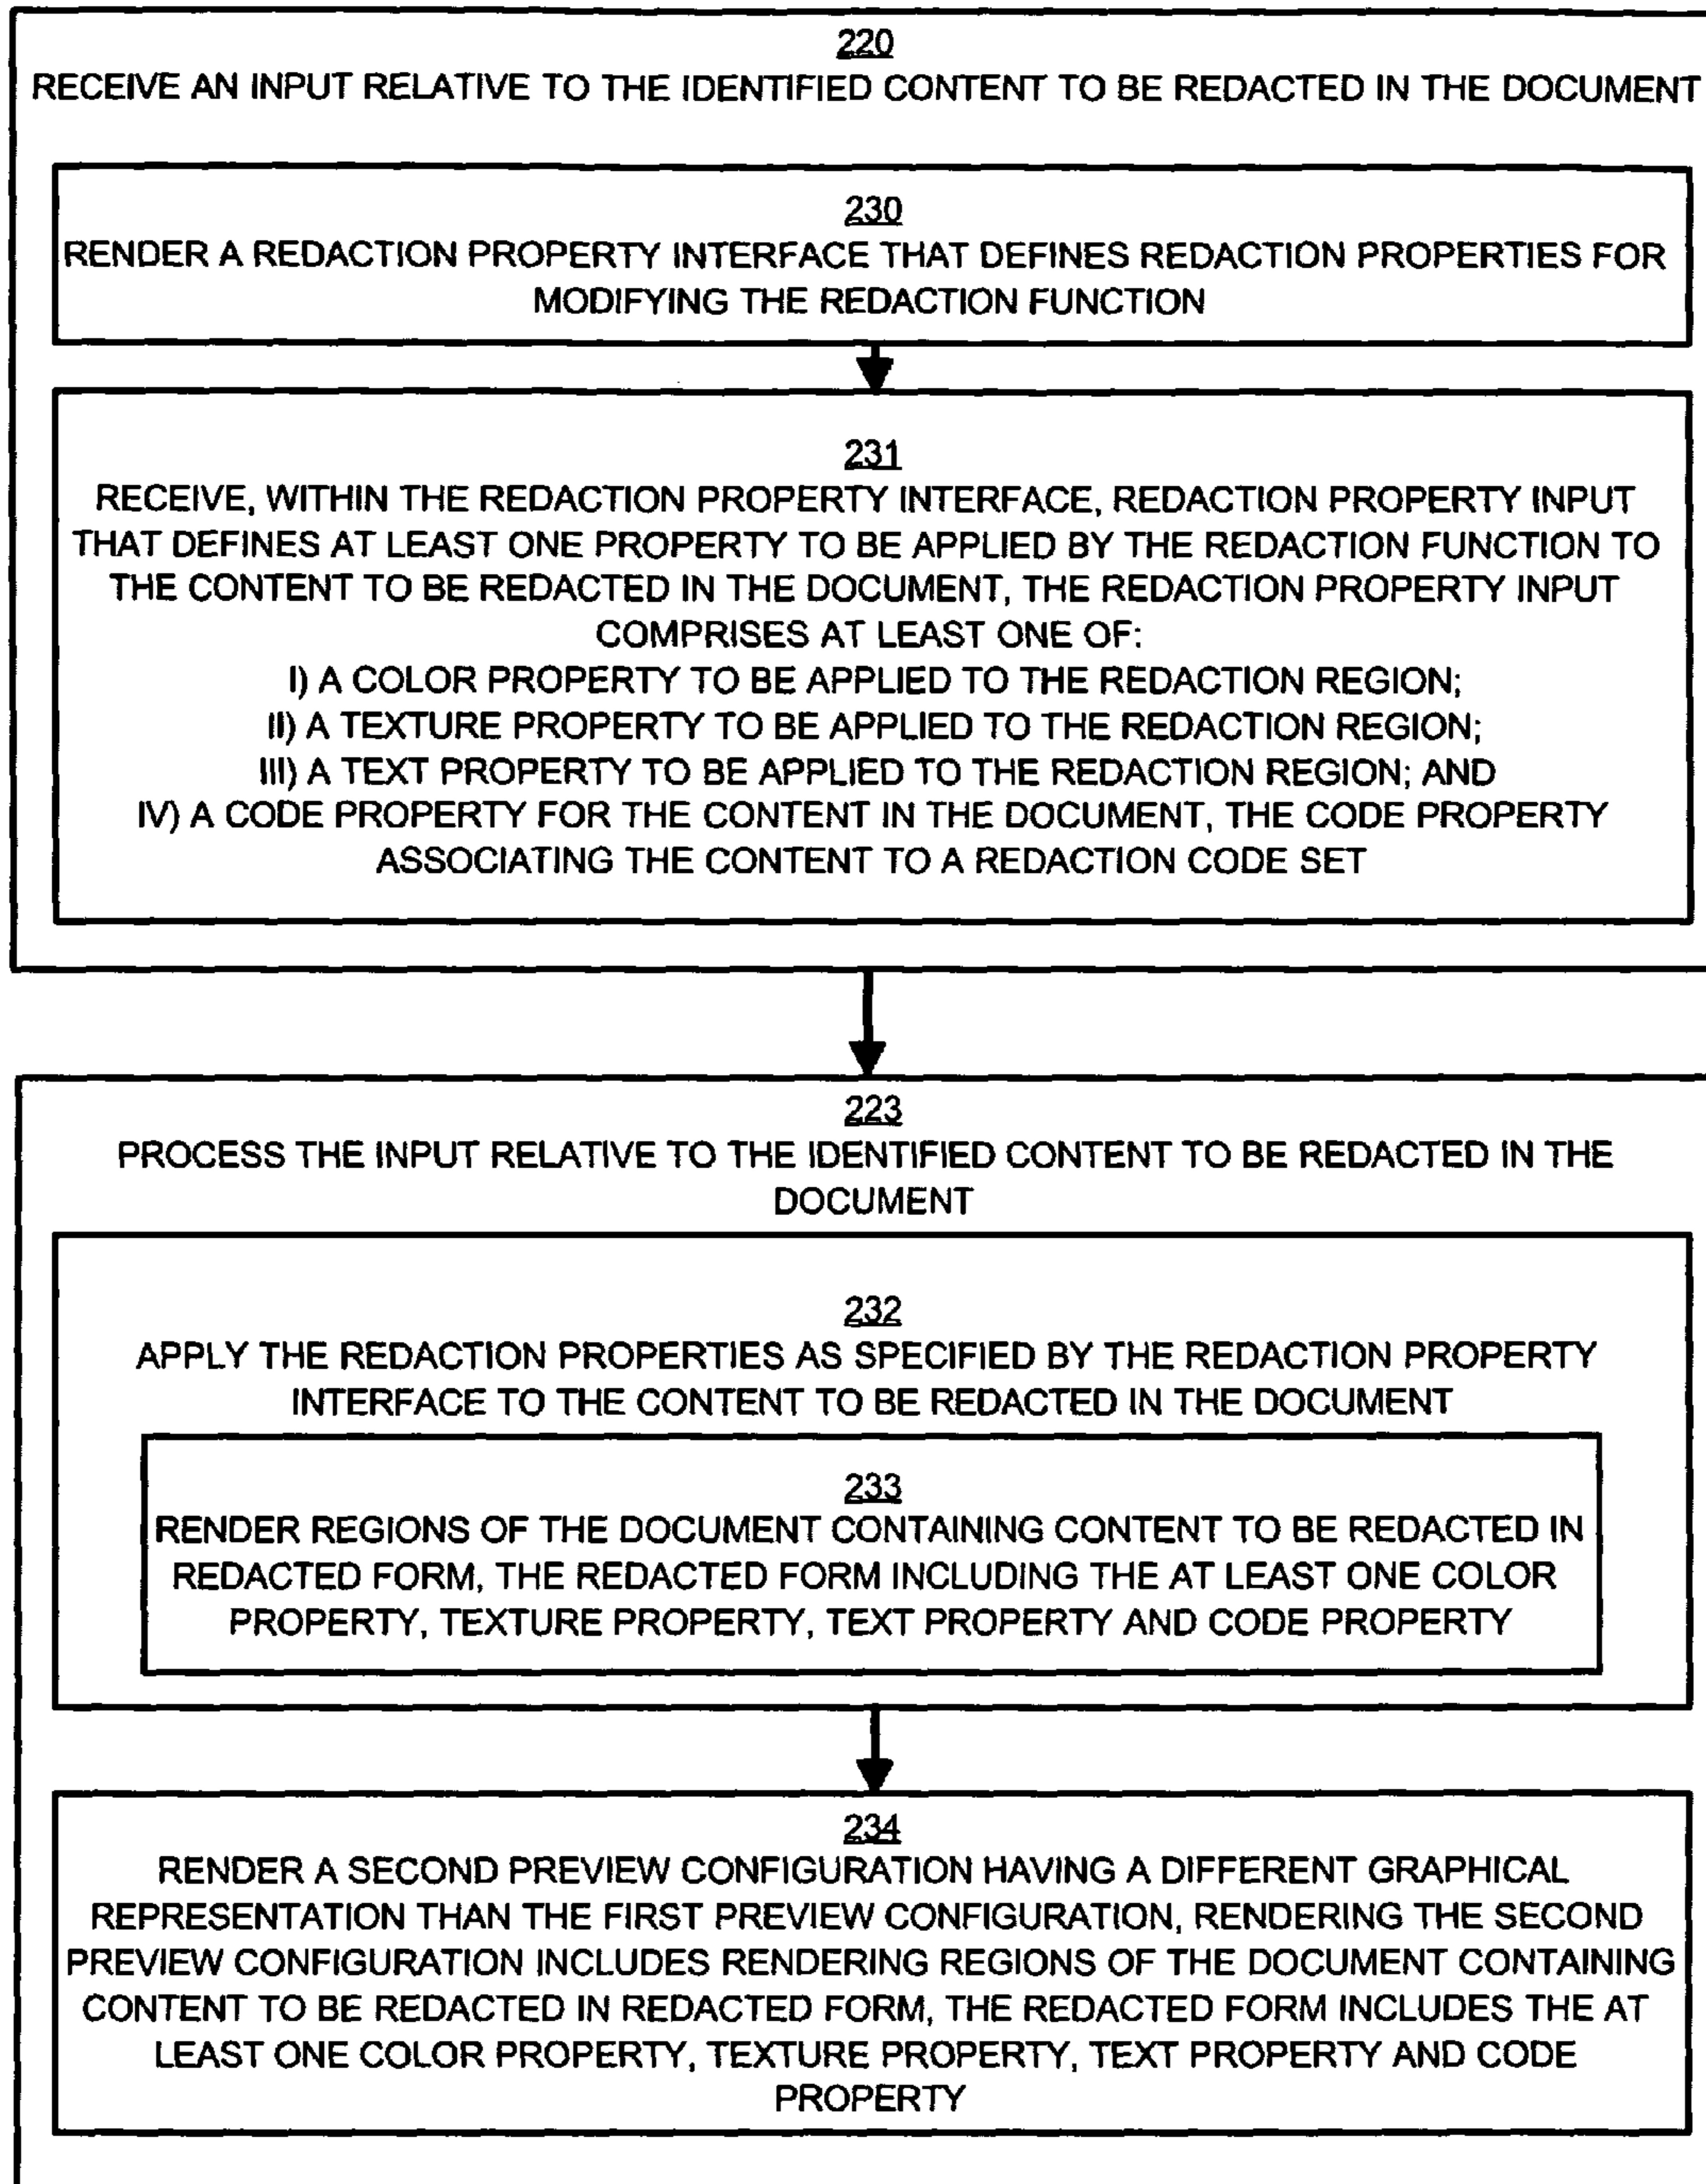 220
RECEIVE AN INPUT RELATIVE TO THE IDENTIFIED CONTENT TO BE REDACTED IN THE DOCUMENT
230
RENDER A REDACTION PROPERTY INTERFACE THAT DEFINES REDACTION PROPERTIES FOR
MODIFYING THE REDACTION FUNCTION
231
RECEIVE, WITHIN THE REDACTION PROPERTY INTERFACE, REDACTION PROPERTY INPUT
THAT DEFINES AT LEAST ONE PROPERTY TO BE APPLIED BY THE REDACTION FUNCTION TO
THE CONTENT TO BE REDACTED IN THE DOCUMENT, THE REDACTION PROPERTY INPUT
COMPRISES AT LEAST ONE OF:
I) A COLOR PROPERTY TO BE APPLIED TO THE REDACTION REGION;
II) A TEXTURE PROPERTY TO BE APPLIED TO THE REDACTION REGION;
III) A TEXT PROPERTY TO BE APPLIED TO THE REDACTION REGION; AND
IV) A CODE PROPERTY FOR THE CONTENT IN THE DOCUMENT, THE CODE PROPERTY
ASSOCIATING THE CONTENT TO A REDACTION CODE SET
223
PROCESS THE INPUT RELATIVE TO THE IDENTIFIED CONTENT TO BE REDACTED IN THE
DOCUMENT
232
APPLY THE REDACTION PROPERTIES AS SPECIFIED BY THE REDACTION PROPERTY
INTERFACE TO THE CONTENT TO BE REDACTED IN THE DOCUMENT
233
RENDER REGIONS OF THE DOCUMENT CONTAINING CONTENT TO BE REDACTED IN
REDACTED FORM, THE REDACTED FORM INCLUDING THE AT LEAST ONE COLOR
PROPERTY, TEXTURE PROPERTY, TEXT PROPERTY AND CODE PROPERTY
234
RENDER A SECOND PREVIEW CONFIGURATION HAVING A DIFFERENT GRAPHICAL
REPRESENTATION THAN THE FIRST PREVIEW CONFIGURATION, RENDERING THE SECOND
PREVIEW CONFIGURATION INCLUDES RENDERING REGIONS OF THE DOCUMENT CONTAINING
CONTENT TO BE REDACTED IN REDACTED FORM, THE REDACTED FORM INCLUDES THE AT
LEAST ONE COLOR PROPERTY, TEXTURE PROPERTY, TEXT PROPERTY AND CODE
PROPERTY